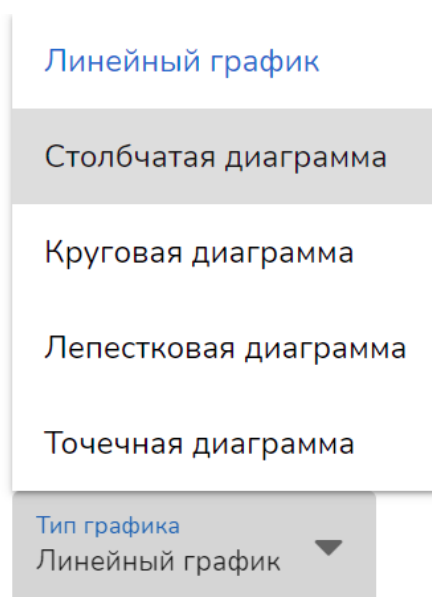 Линейный график
Столбчатая диаграмма
Круговая диаграмма
Лепестковая диаграмма
Точечная диаграмма
Тип графика
Линейный график